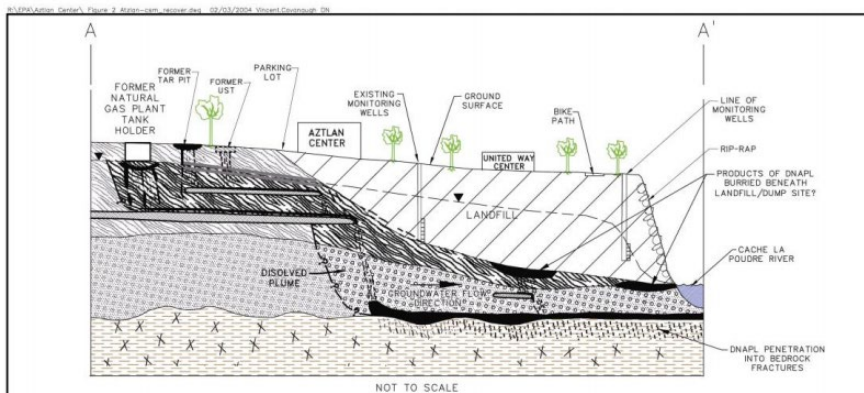 R:\EPA\Aztlan Center\ Figure 2 Atzlan-csm_recover.dwg 02/03/2004 Vincent.Cavanough DN
A
A'
FORMER
TAR PIT
FORMER
UST
PARKING
LOT
FORMER
NATURAL
GAS PLANT
TANK
HOLDER
EXISTING
MONITORING
WELLS
GROUND
SURFACE
AZTLAN
CENTER
BIKE
PATH
UNITED WAY
CENTER
LINE OF
MONITORING
WELLS
RIP-RAP
PRODUCTS OF DNAPL
BURRIED BENEATH
LANDFILL/DUMP SITE?
LANDFILL
CACHE LA
POUDRE RIVER
DISOLVED
PLUME
GROUNDWATER FLOW
DIRECTION
DNAPL PENETRATION
INTO BEDROCK
FRACTURES
NOT TO SCALE